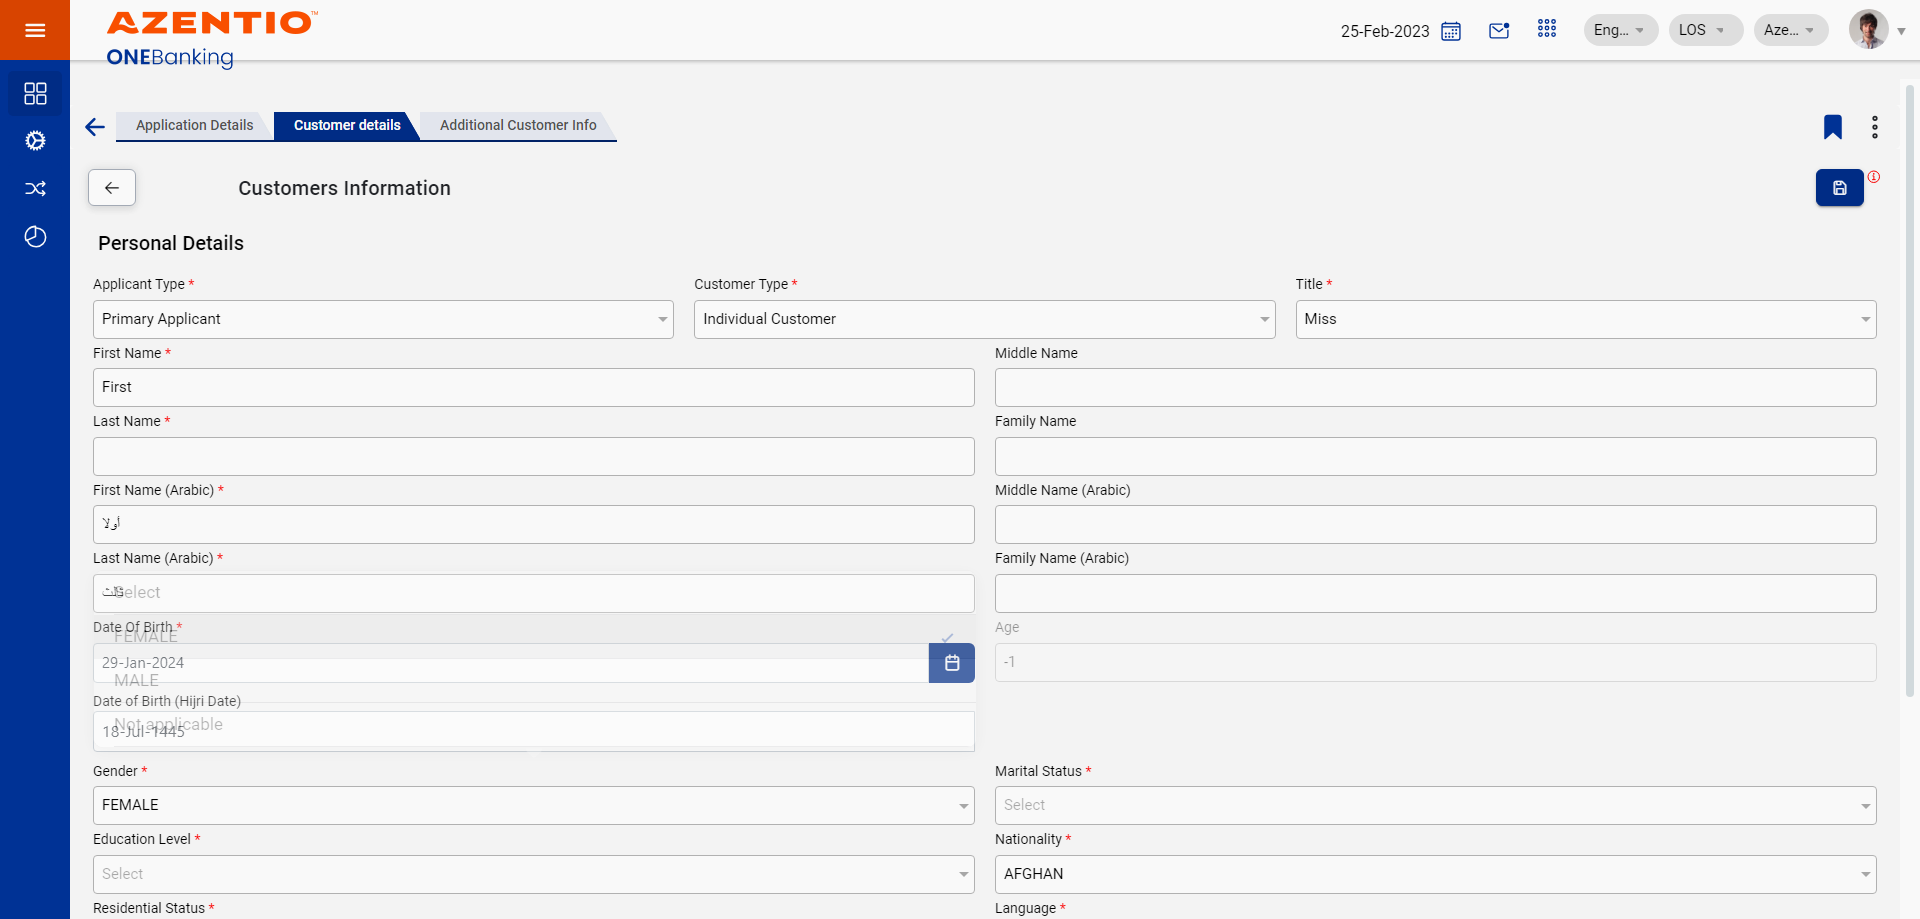 AZENTIO™
ONEBanking
25-Feb-2023
Eng...
LOS
Aze...
Application Details
Customer details
Additional Customer Info
Customers Information
Personal Details
Applicant Type *
Customer Type *
Title *
Primary Applicant
Individual Customer
Miss
First Name *
Middle Name
First
Last Name *
Family Name
First Name (Arabic) *
Middle Name (Arabic)
أولا
Last Name (Arabic) *
Family Name (Arabic)
ثالث
Select
Date Of Birth *
Age
FEMALE
29-Jan-2024
-1
MALE
Date of Birth (Hijri Date)
Not applicable
18-Jul-1445
Gender *
Marital Status *
FEMALE
Select
Education Level *
Nationality *
Select
AFGHAN
Residential Status *
Language *